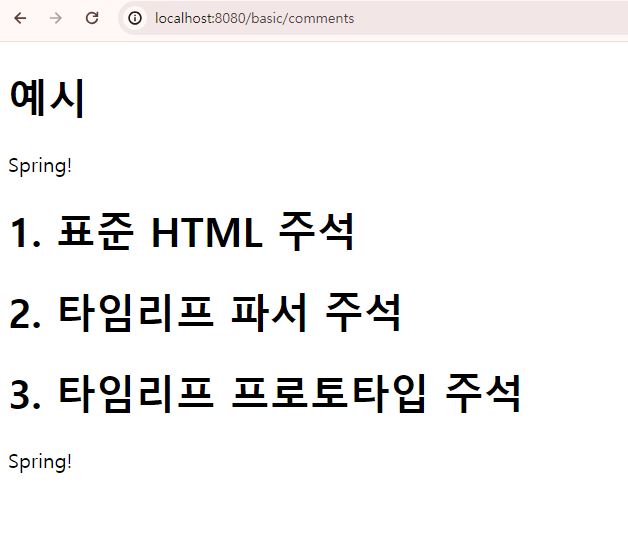 localhost:8080/basic/comments
예시
Spring!
1. 표준 HTML 주석
2. 타임리프 파서 주석
3. 타임리프 프로토타입 주석
Spring!